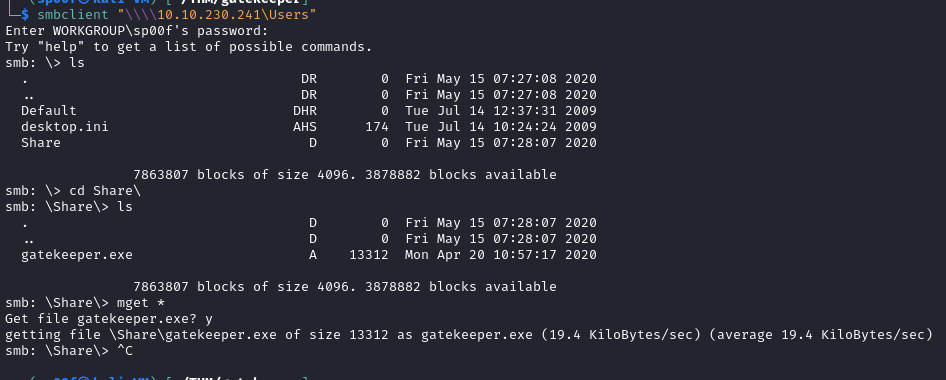 $ smbclient "\\\\10.10.230.241\Users"
Enter WORKGROUP\sp00f's password:
Try "help" to get a list of possible commands.
smb: \> ls
  .                                  DR        0  Fri May 15 07:27:08 2020
  ..                                 DR        0  Fri May 15 07:27:08 2020
  Default                           DHR        0  Tue Jul 14 12:37:31 2009
  desktop.ini                       AHS      174  Tue Jul 14 10:24:24 2009
  Share                               D        0  Fri May 15 07:28:07 2020
                7863807 blocks of size 4096. 3878882 blocks available
smb: \> cd Share\
smb: \Share\> ls
  .                                   D        0  Fri May 15 07:28:07 2020
  ..                                  D        0  Fri May 15 07:28:07 2020
  gatekeeper.exe                      A    13312  Mon Apr 20 10:57:17 2020
                7863807 blocks of size 4096. 3878882 blocks available
smb: \Share\> mget *
Get file gatekeeper.exe? y
getting file \Share\gatekeeper.exe of size 13312 as gatekeeper.exe (19.4 KiloBytes/sec) (average 19.4 KiloBytes/sec)
smb: \Share\> ^C